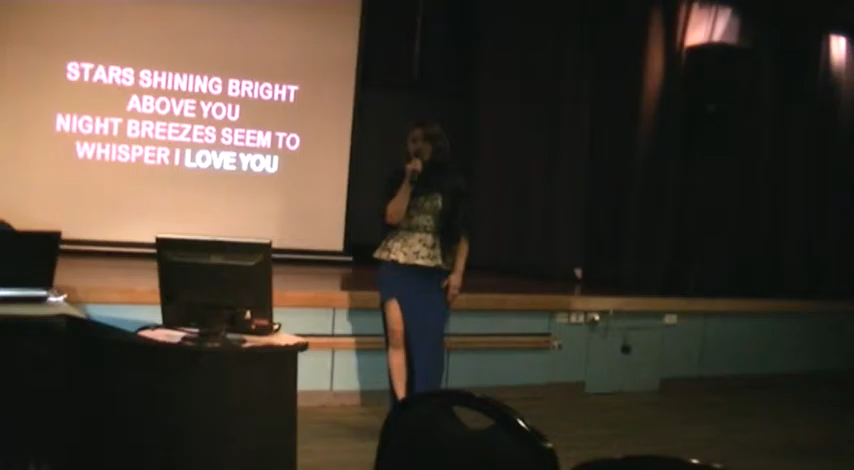 STARS SHINING BRIGHT
ABOVE YOU
NIGHT BREEZES SEEM TO
WHISPER I LOVE YOU